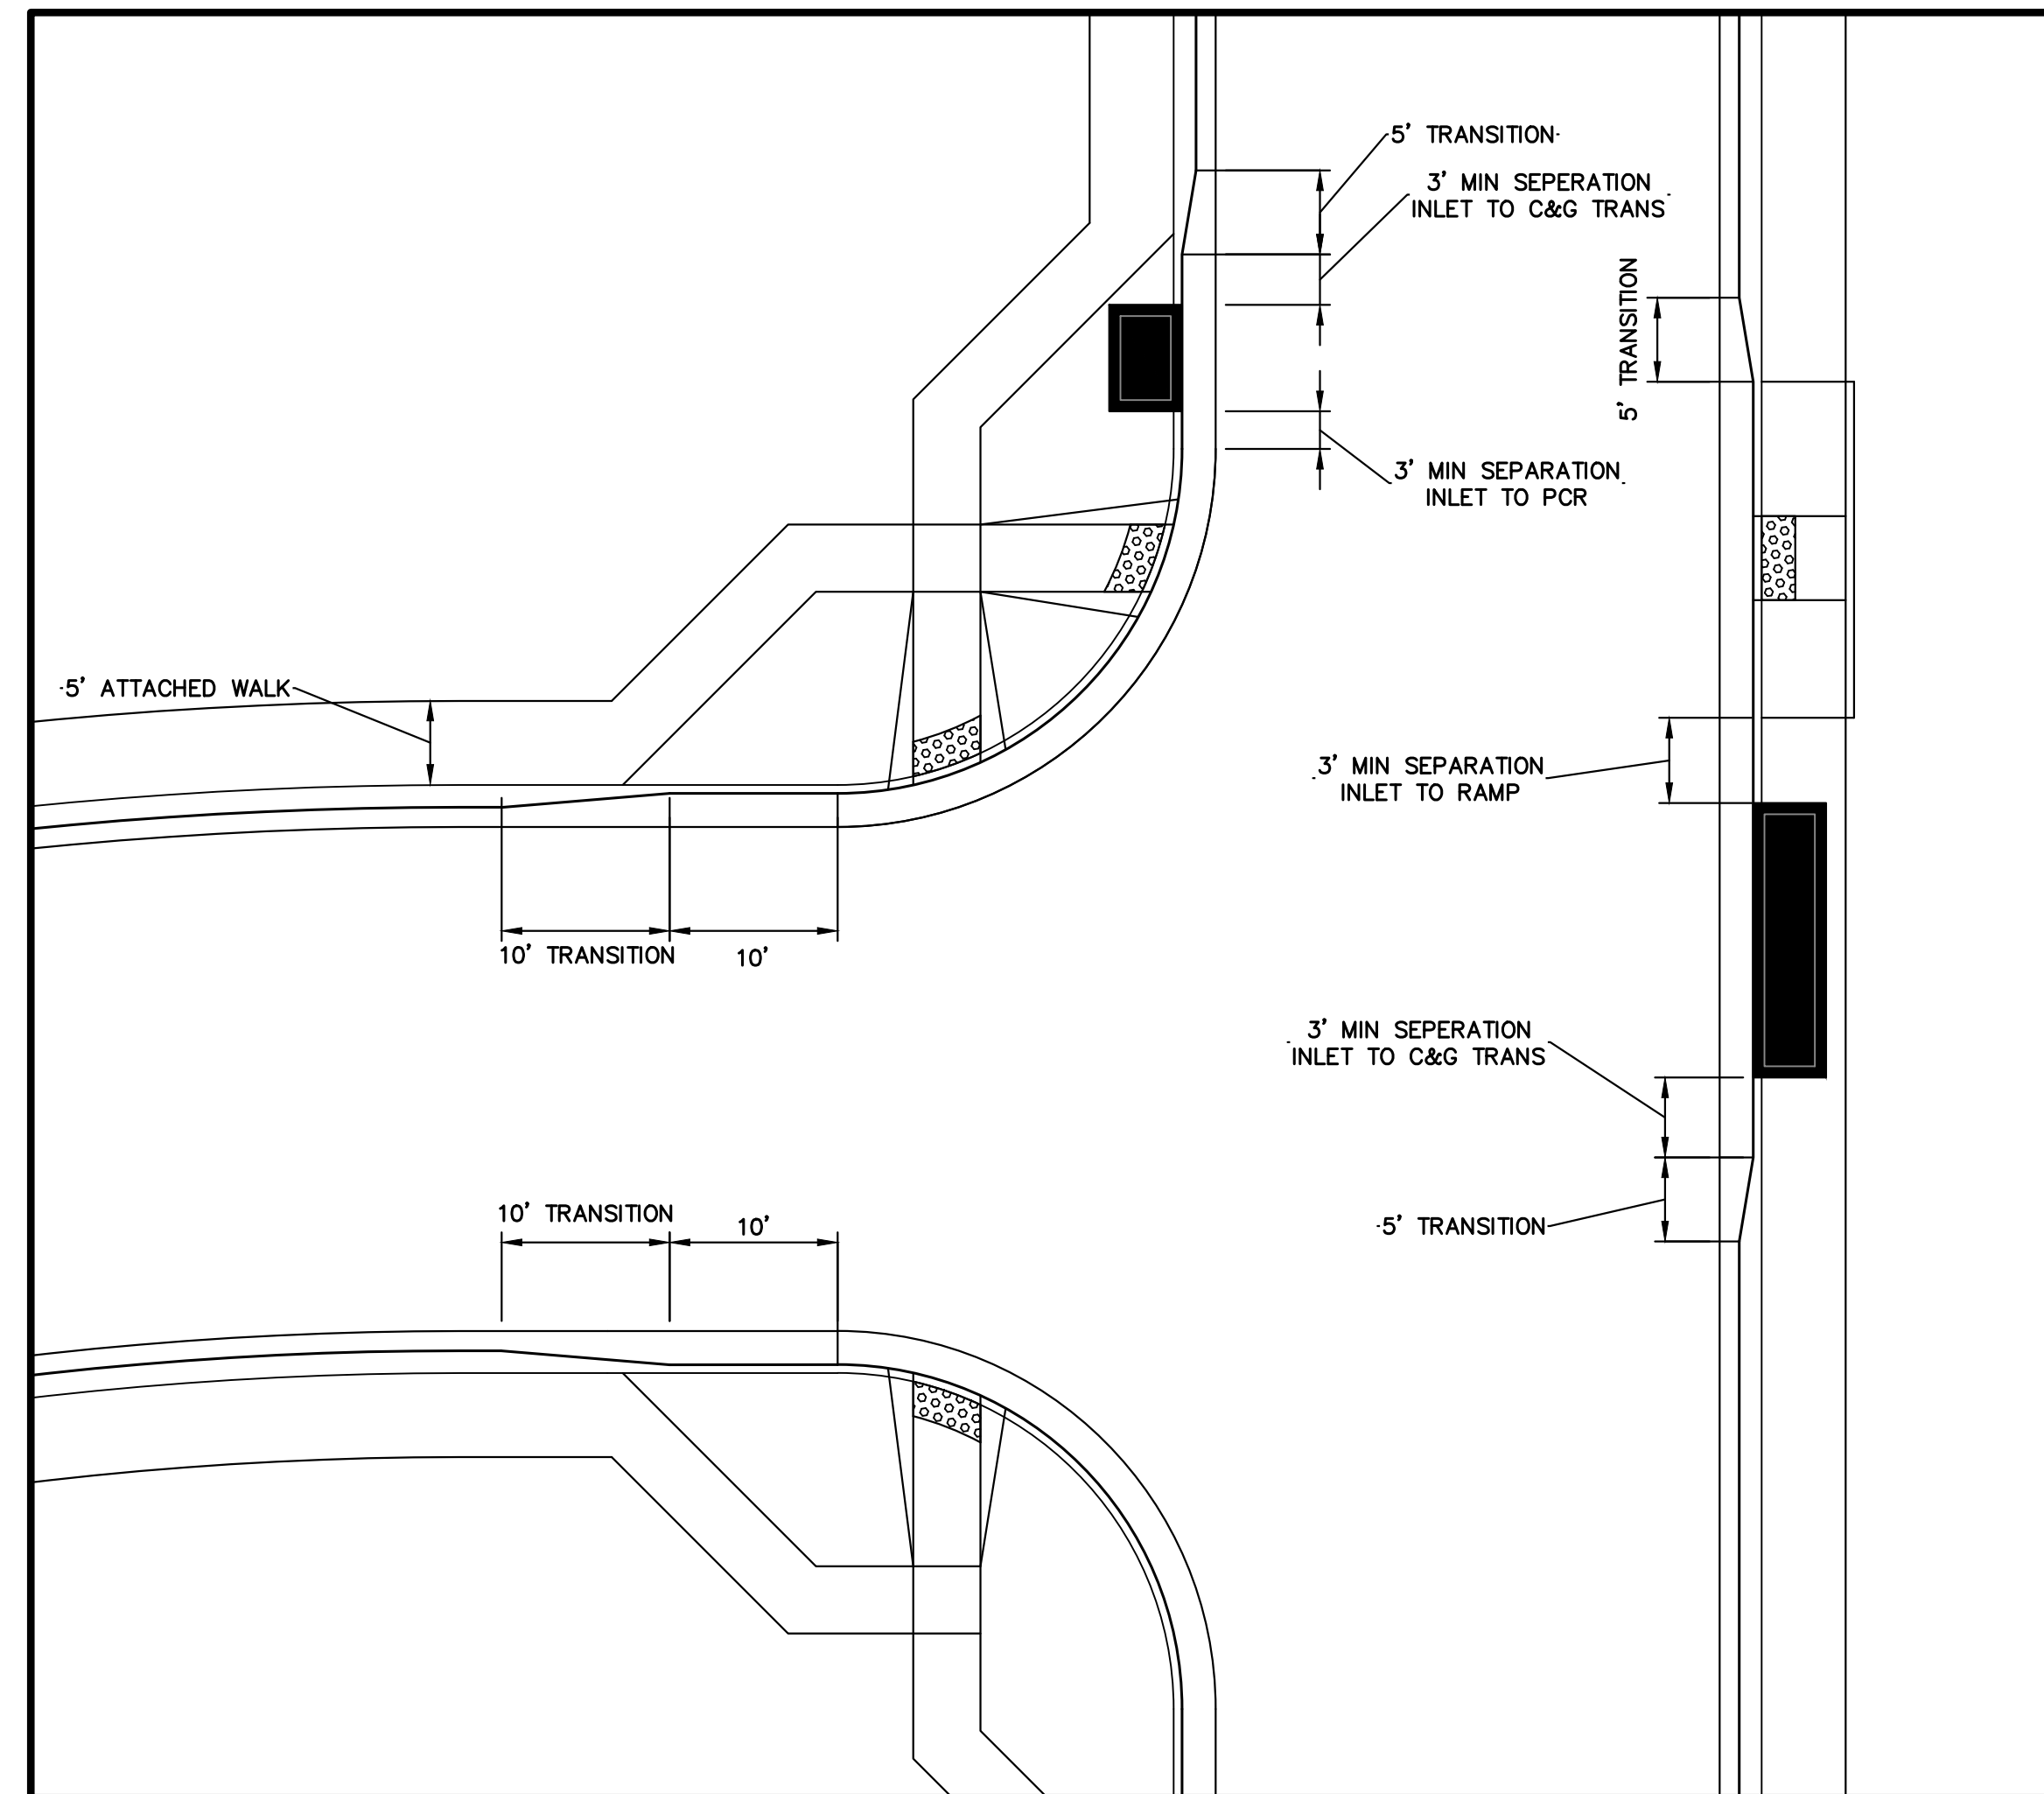 5' TRANSITION
3' MIN SEPERATION
INLET TO C&G TRANS
5' TRANSITION
3' MIN SEPARATION
INLET TO PCR
5' ATTACHED WALK
3' MIN SEPARATION
INLET TO RAMP
10' TRANSITION
10'
3' MIN SEPERATION
INLET TO C&G TRANS
10' TRANSITION
10'
5' TRANSITION